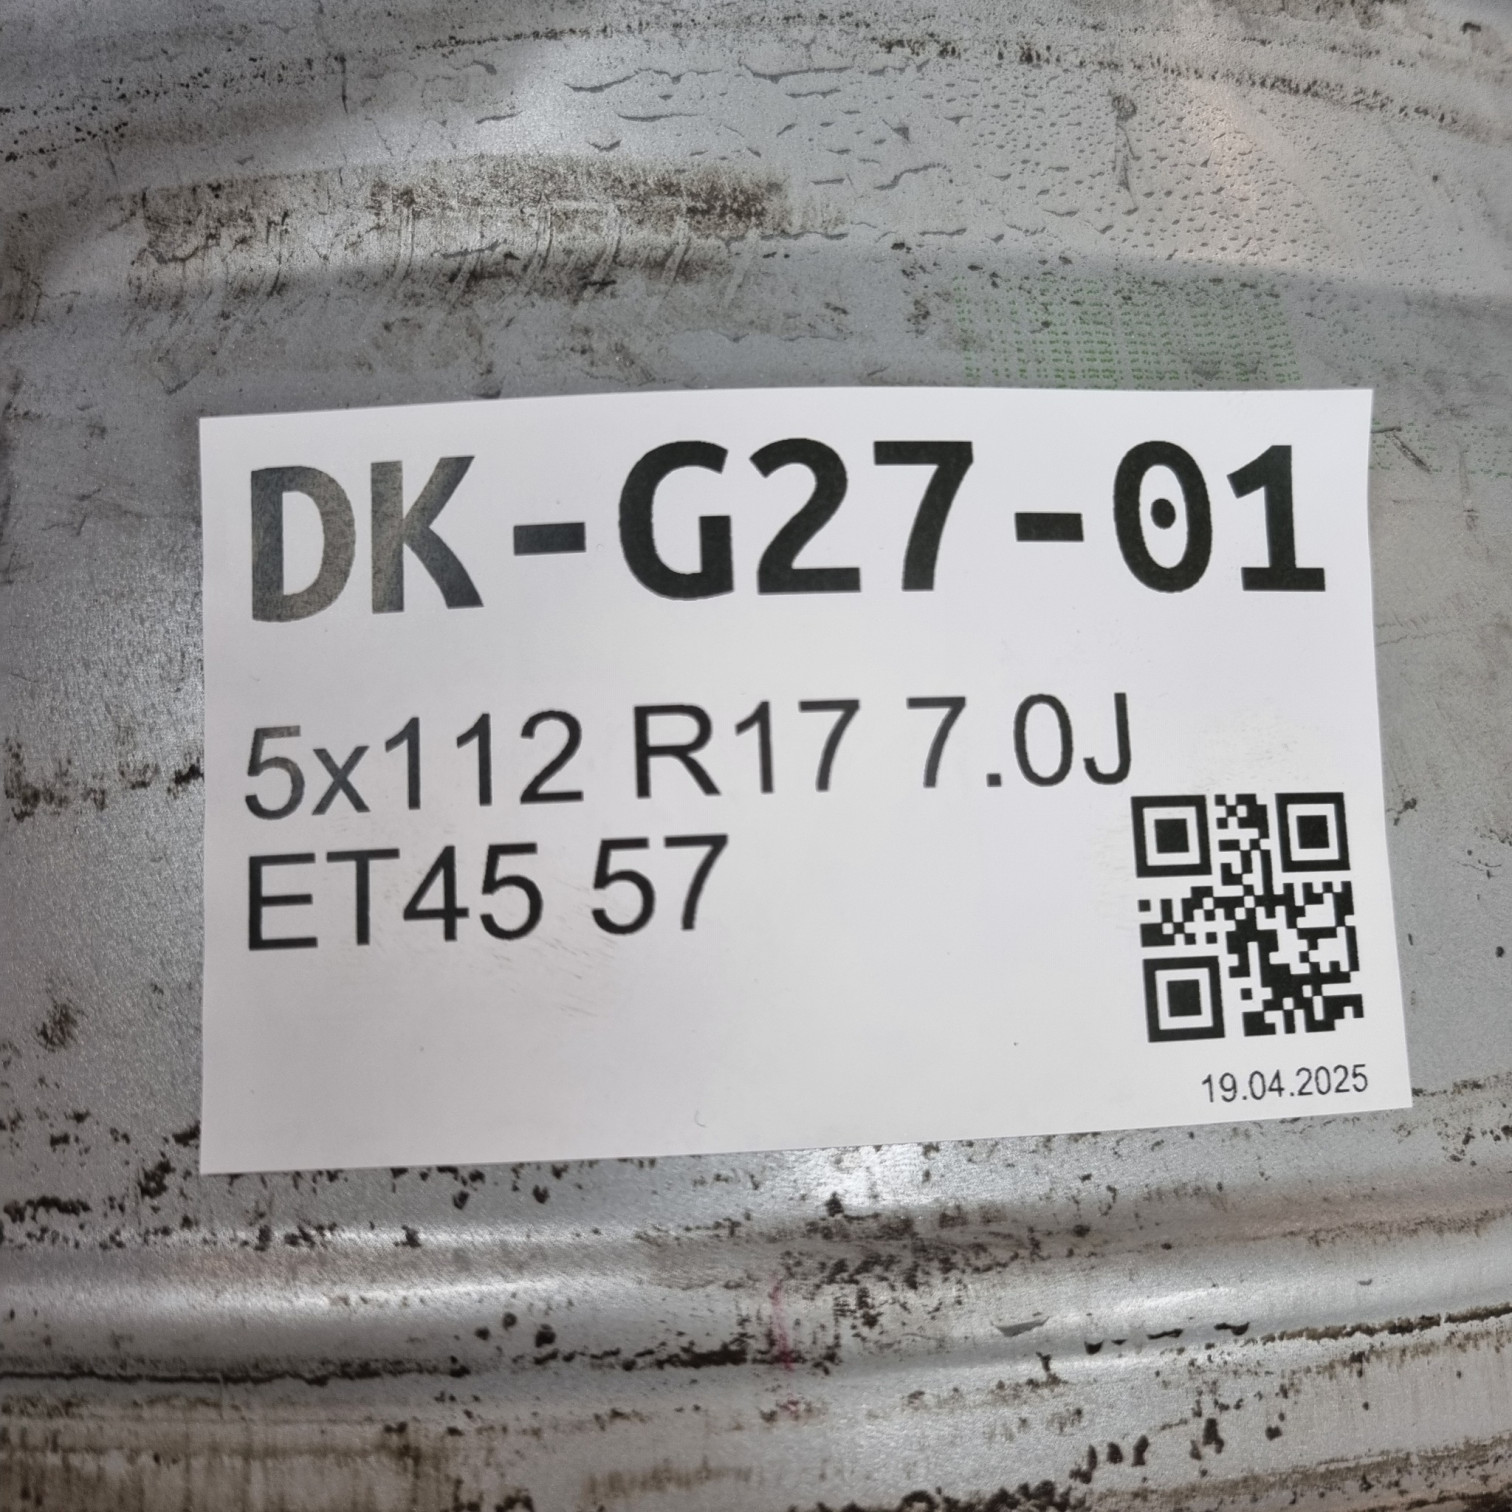 DK-G27-01
5x112 R17 7.0J
ET45 57
19.04.2025